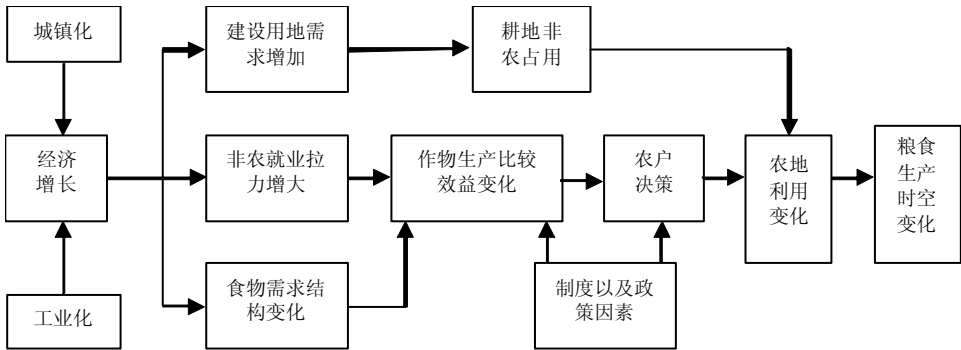 城镇化
建设用地需
求增加
耕地非
农占用
经济
增长
非农就业拉
力增大
作物生产比较
效益变化
农户
决策
农地
利用
变化
粮食
生产
时空
变化
工业化
食物需求结
构变化
制度以及政
策因素